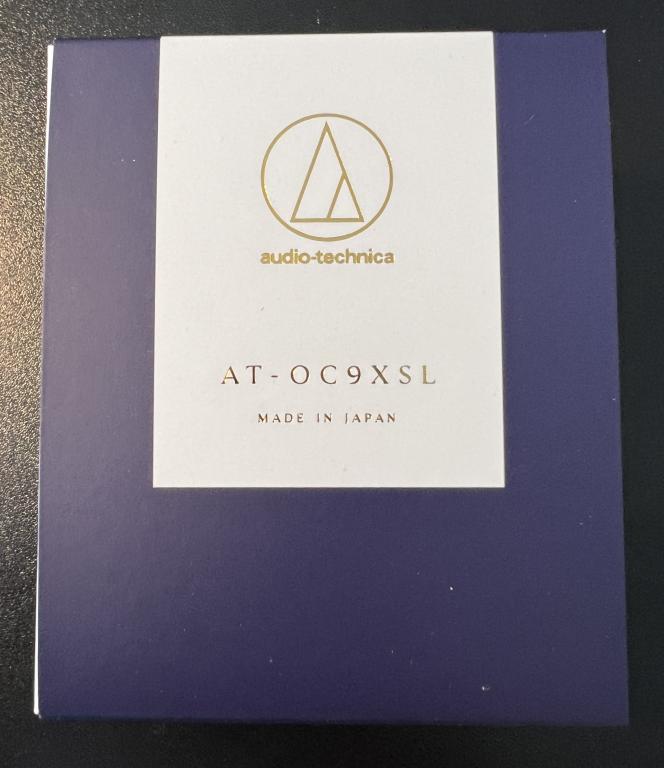 audio-technica
AT-OC9XSL
MADE IN JAPAN